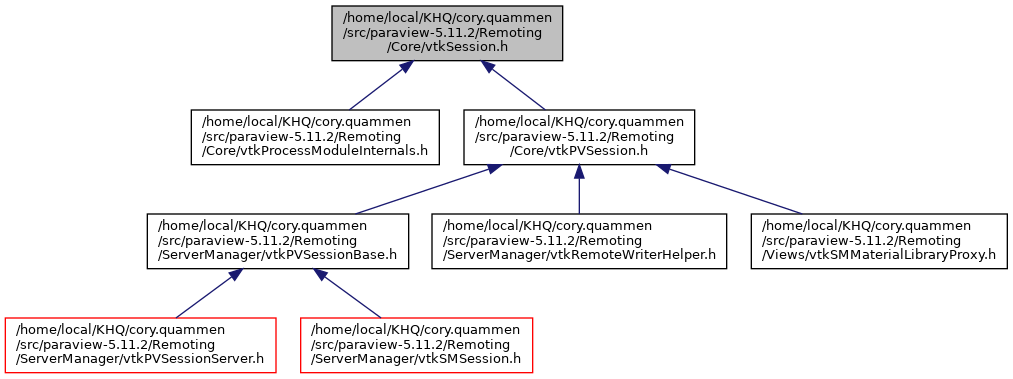 /home/local/KHQ/cory.quammen
/src/paraview-5.11.2/Remoting
/Core/vtkSession.h
/home/local/KHQ/cory.quammen
/src/paraview-5.11.2/Remoting
/Core/vtkProcessModuleInternals.h
/home/local/KHQ/cory.quammen
/src/paraview-5.11.2/Remoting
/Core/vtkPVSession.h
/home/local/KHQ/cory.quammen
/src/paraview-5.11.2/Remoting
/ServerManager/vtkPVSessionBase.h
/home/local/KHQ/cory.quammen
/src/paraview-5.11.2/Remoting
/ServerManager/vtkRemoteWriterHelper.h
/home/local/KHQ/cory.quammen
/src/paraview-5.11.2/Remoting
/Views/vtkSMMaterialLibraryProxy.h
/home/local/KHQ/cory.quammen
/src/paraview-5.11.2/Remoting
/ServerManager/vtkPVSessionServer.h
/home/local/KHQ/cory.quammen
/src/paraview-5.11.2/Remoting
/ServerManager/vtkSMSession.h